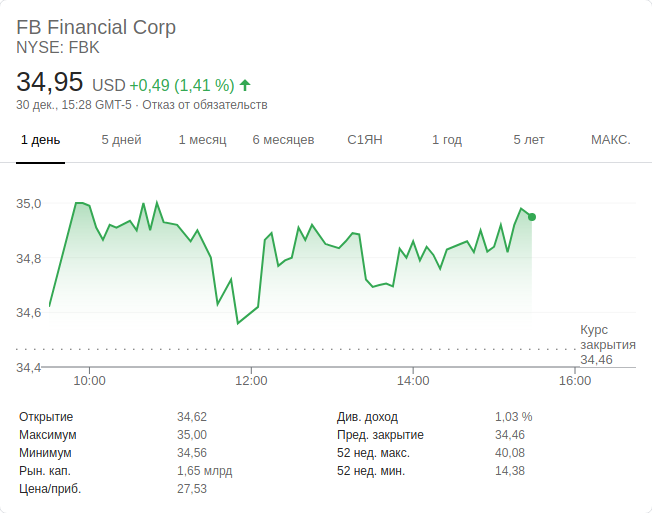 FB Financial Corp
NYSE: FBK
34,95 USD +0,49 (1,41 %)
30 дек., 15:28 GMT-5 · Отказ от обязательств
1 день 5 дней 1 месяц 6 месяцев С1ЯН 1 год 5 лет МАКС.
35,0
34,8
34,6
Курс
закрытия
34,46
34,4
10:00 12:00 14:00 16:00
Открытие 34,62 Див. доход 1,03 %
Максимум 35,00 Пред. закрытие 34,46
Минимум 34,56 52 нед. макс. 40,08
Рын. кап. 1,65 млрд 52 нед. мин. 14,38
Цена/приб. 27,53